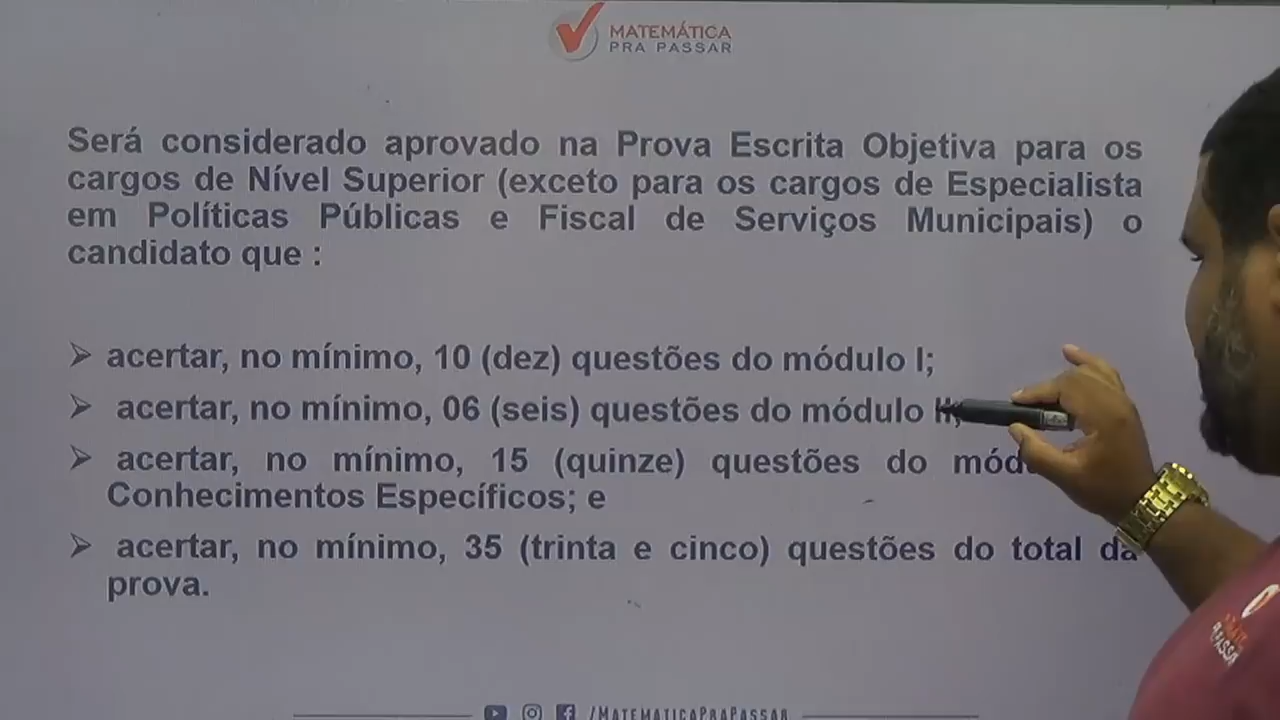 MATEMÁTICA
PRA PASSAR
Será considerado aprovado na Prova Escrita Objetiva para os
cargos de Nível Superior (exceto para os cargos de Especialista
em Políticas Públicas e Fiscal de Serviços Municipais) o
candidato que :
➢ acertar, no mínimo, 10 (dez) questões do módulo I;
➢ acertar, no mínimo, 06 (seis) questões do módulo II;
➢ acertar, no mínimo, 15 (quinze) questões do
Conhecimentos Específicos; e
➢ acertar, no mínimo, 35 (trinta e cinco) questões do total da
prova.
/MATEMATICAPRAPASSAR